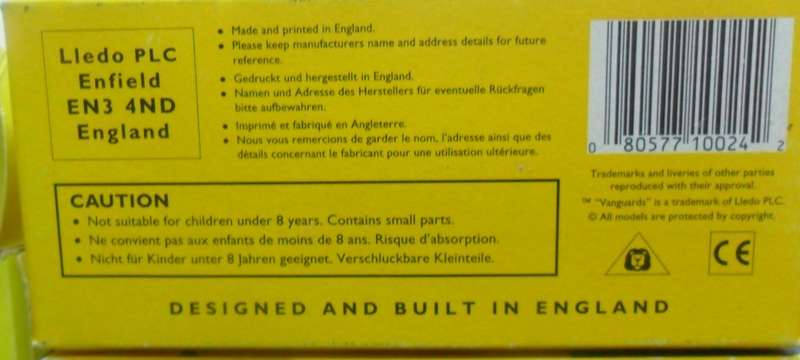 Lledo PLC
Enfield
EN3 4ND
England
• Made and printed in England.
• Please keep manufacturers name and address details for future
reference.
• Gedruckt und hergestellt in England.
• Namen und Adresse des Herstellers für eventuelle Rückfragen
bitte aufbewahren.
• Imprimé et fabriqué en Angleterre.
• Nous vous remercions de garder le nom, l'adresse ainsi que des
détails concernant le fabricant pour une utilisation ultérieure.
0 80577 10024 2
Trademarks and liveries of other parties
reproduced with their approval.
™ "Vanguards" is a trademark of Lledo PLC.
© All models are protected by copyright.
CAUTION
• Not suitable for children under 8 years. Contains small parts.
• Ne convient pas aux enfants de moins de 8 ans. Risque d'absorption.
• Nicht für Kinder unter 8 Jahren geeignet. Verschluckbare Kleinteile.
CE
DESIGNED AND BUILT IN ENGLAND